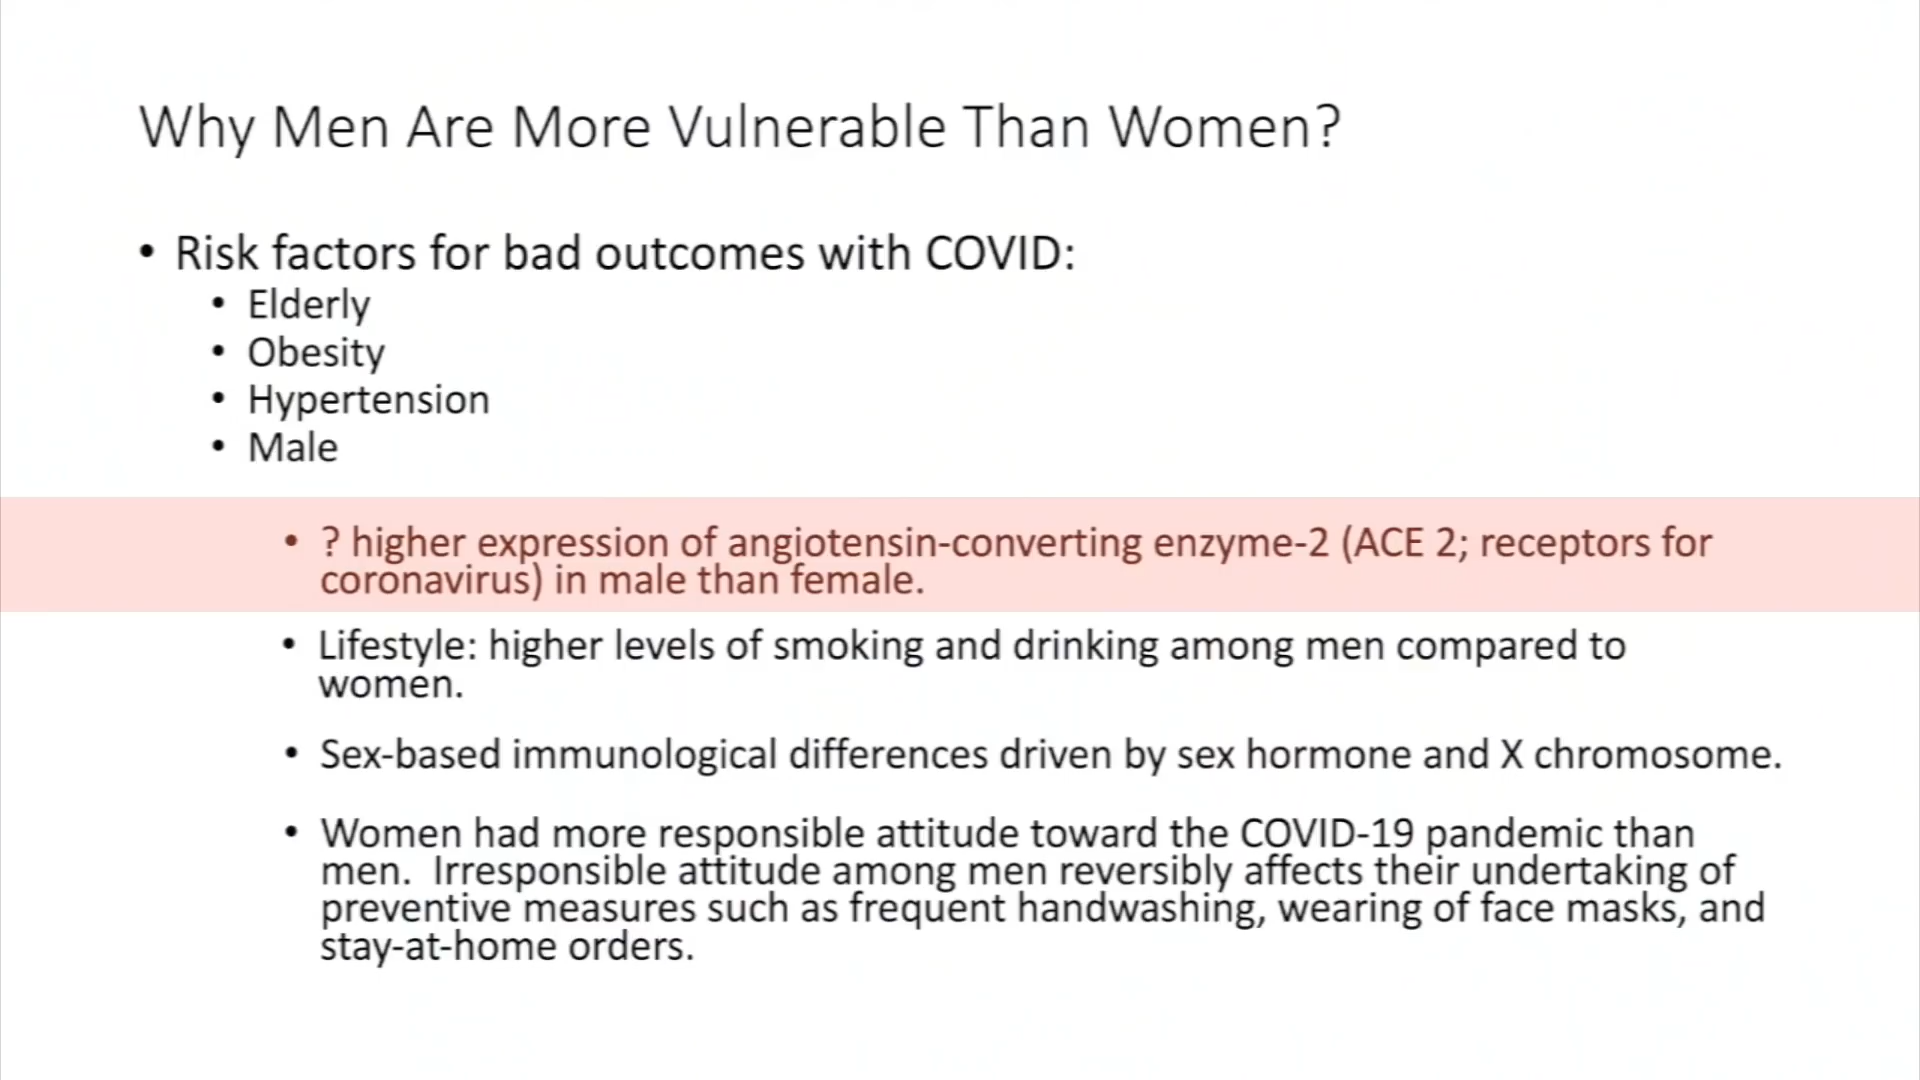 Why Men Are More Vulnerable Than Women?
• Risk factors for bad outcomes with COVID:
• Elderly
• Obesity
• Hypertension
• Male
• ? higher expression of angiotensin-converting enzyme-2 (ACE 2; receptors for
coronavirus) in male than female.
• Lifestyle: higher levels of smoking and drinking among men compared to
women.
• Sex-based immunological differences driven by sex hormone and X chromosome.
• Women had more responsible attitude toward the COVID-19 pandemic than
men.  Irresponsible attitude among men reversibly affects their undertaking of
preventive measures such as frequent handwashing, wearing of face masks, and
stay-at-home orders.